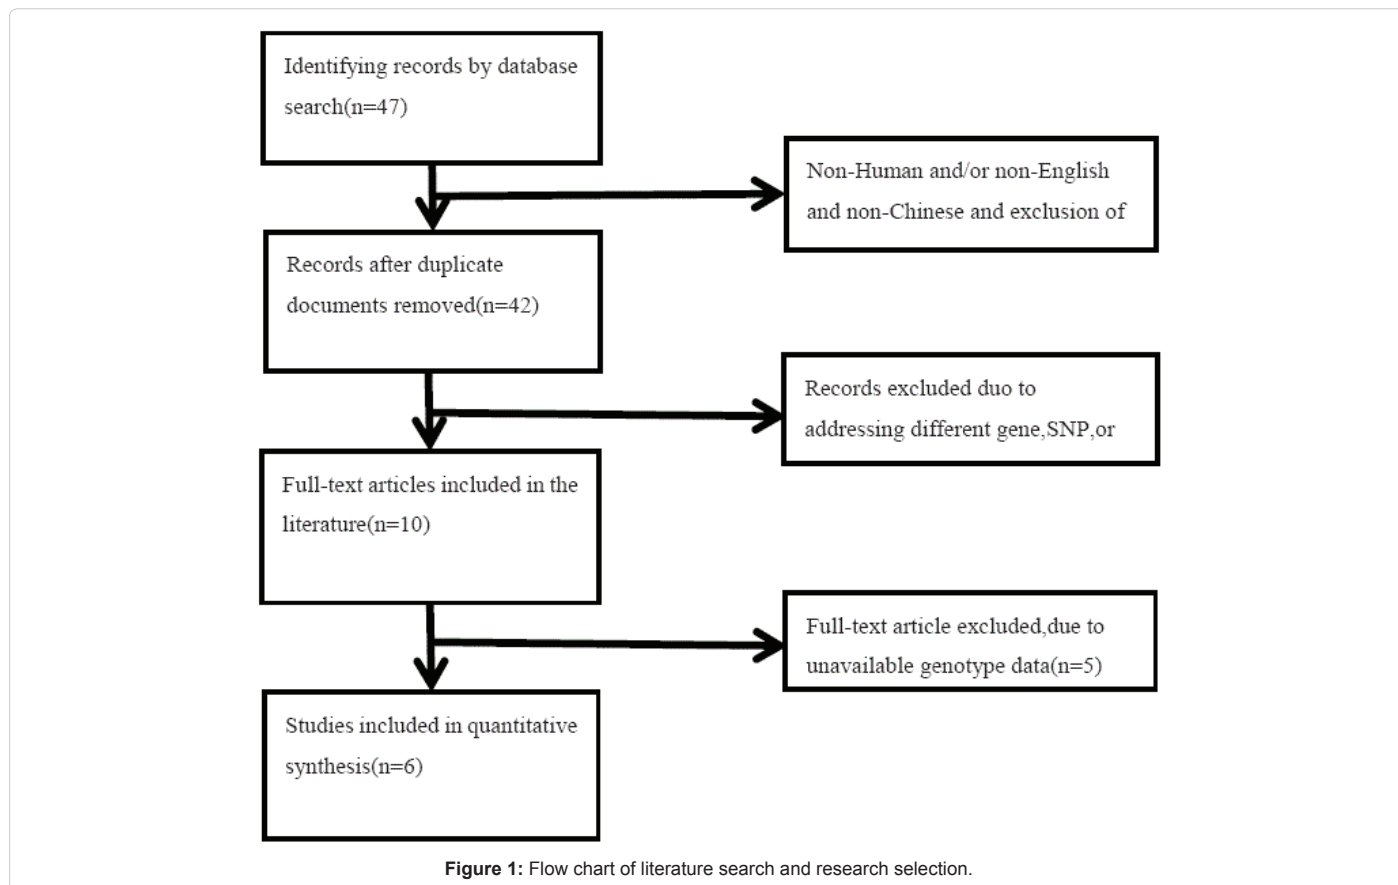 Identifying records by database
search(n=47)
Non-Human and/or non-English
and non-Chinese and exclusion of
Records after duplicate
documents removed(n=42)
Records excluded duo to
addressing different gene,SNP,or
Full-text articles included in the
literature(n=10)
Full-text article excluded,due to
unavailable genotype data(n=5)
Studies included in quantitative
synthesis(n=6)
Figure 1: Flow chart of literature search and research selection.